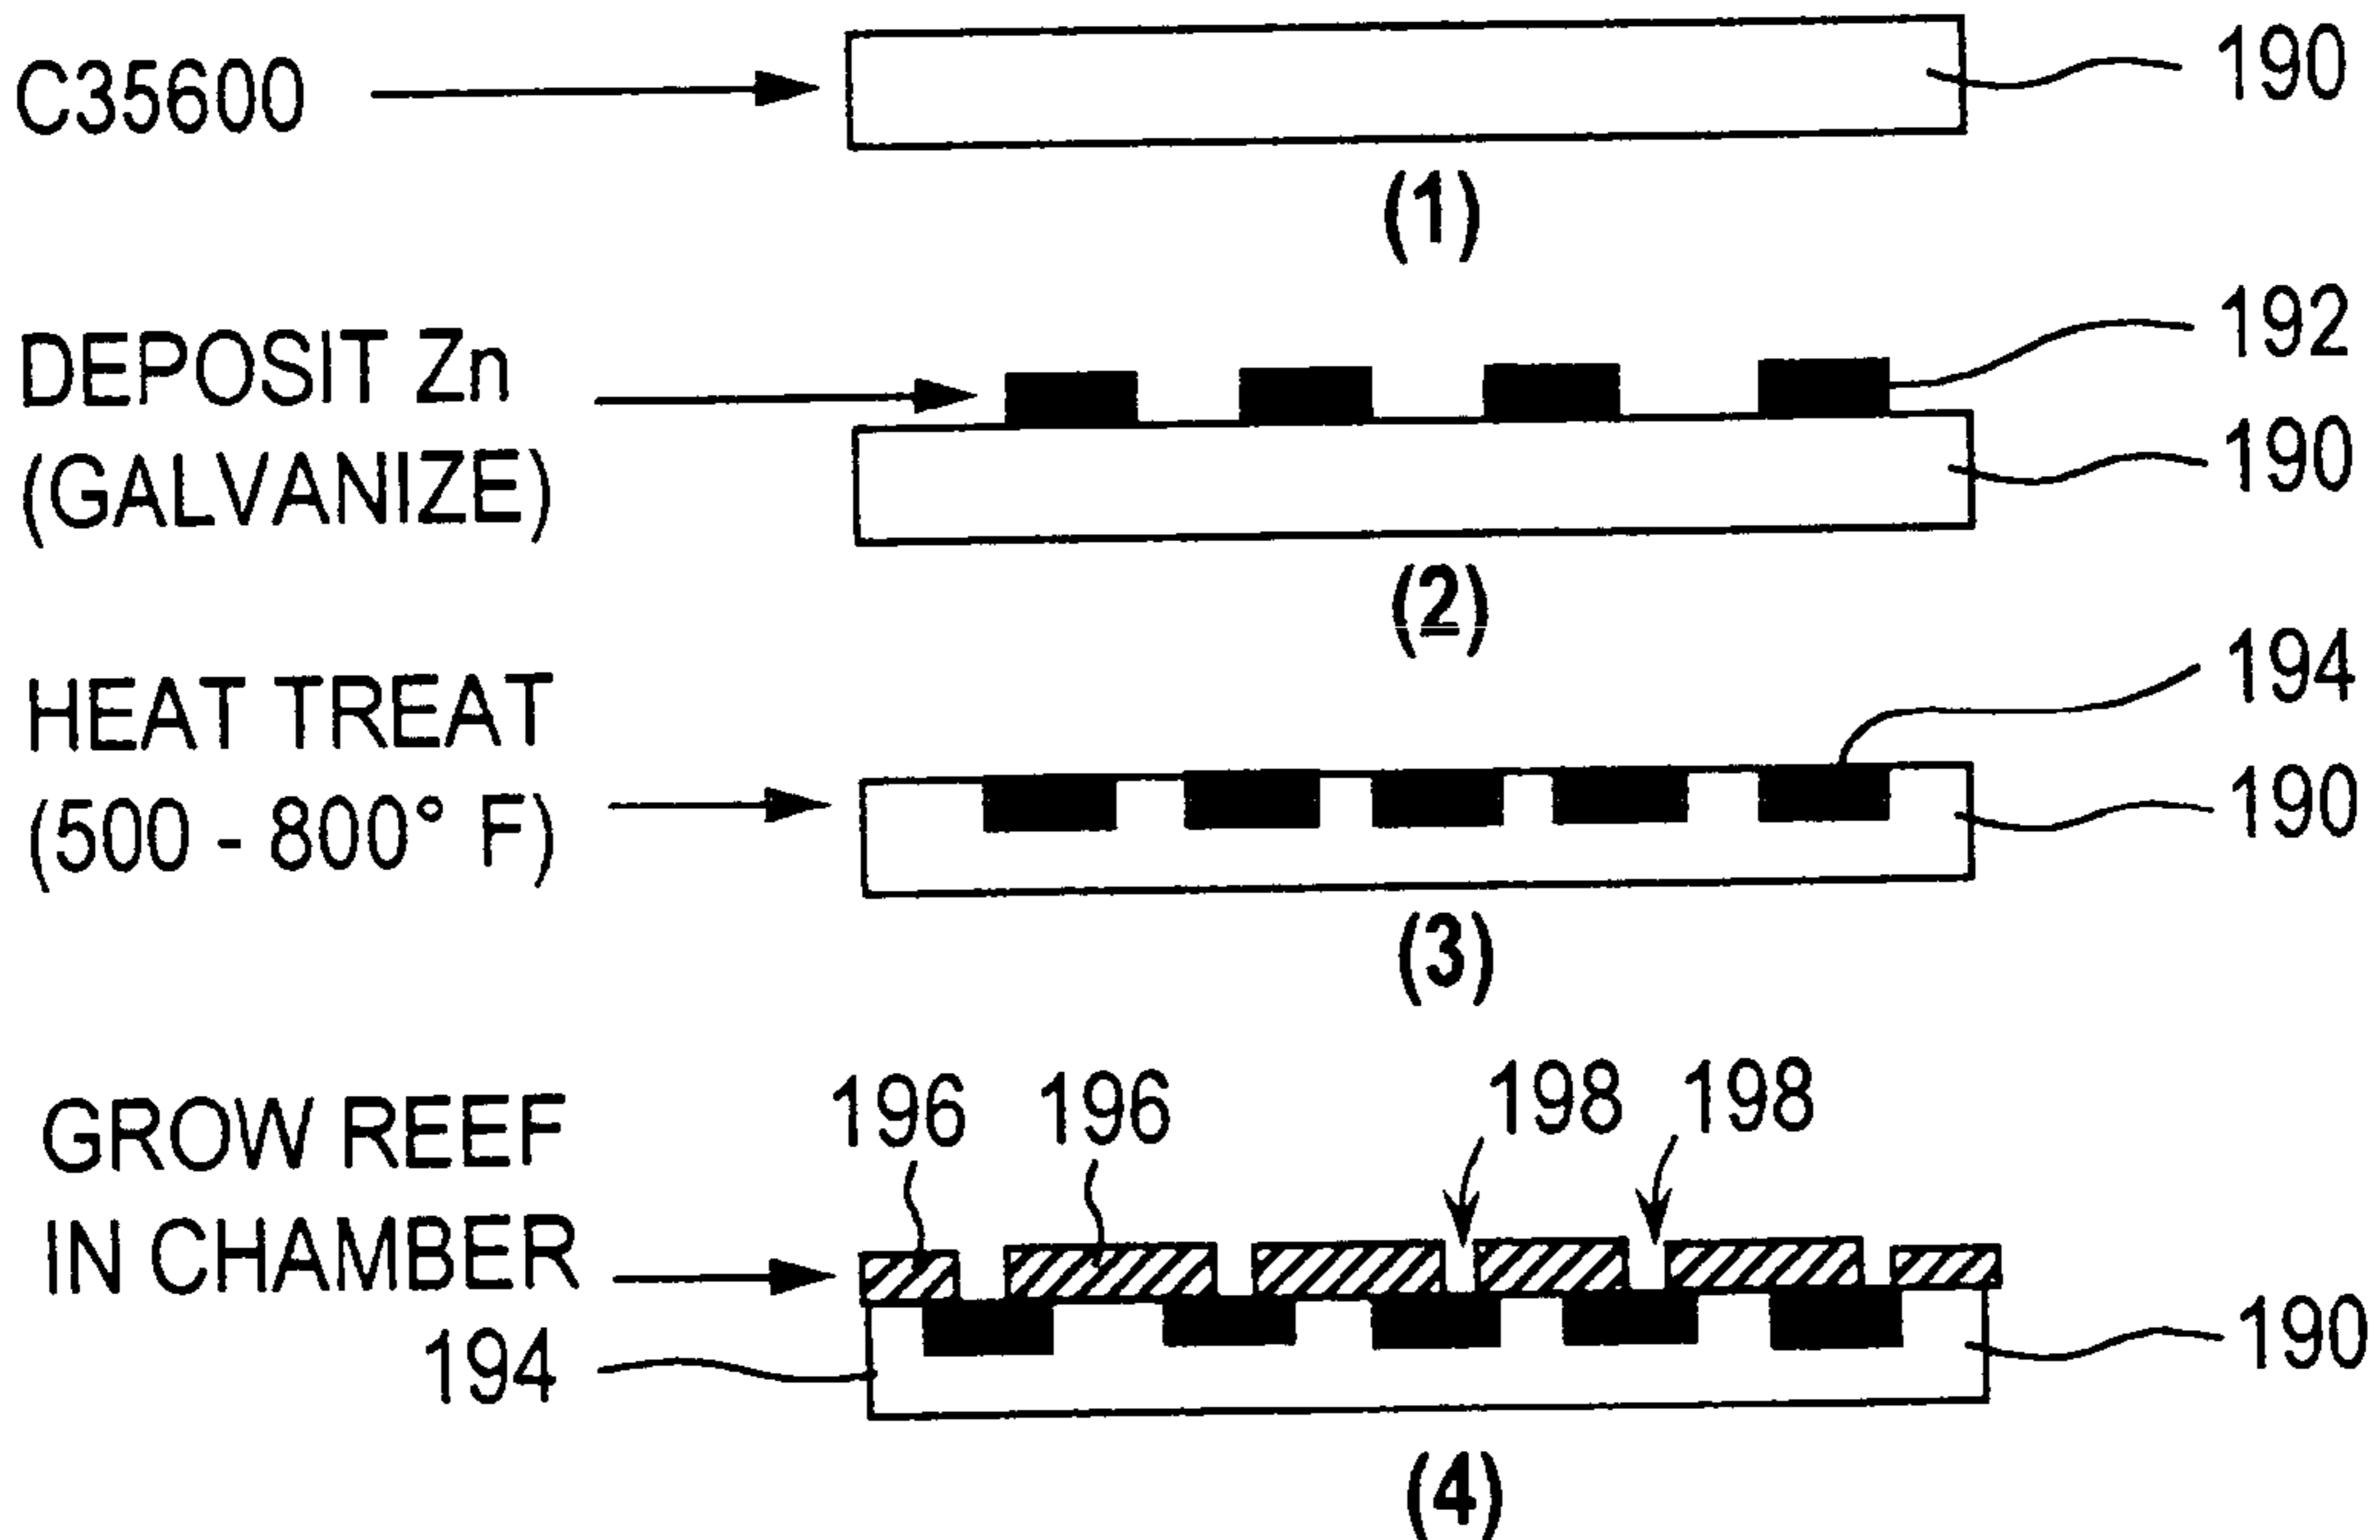 C35600
190
(1)
DEPOSIT Zn
(GALVANIZE)
192
190
(2)
HEAT TREAT
(500 - 800° F)
194
190
(3)
GROW REEF
IN CHAMBER
196 196 198 198
194
190
(4)